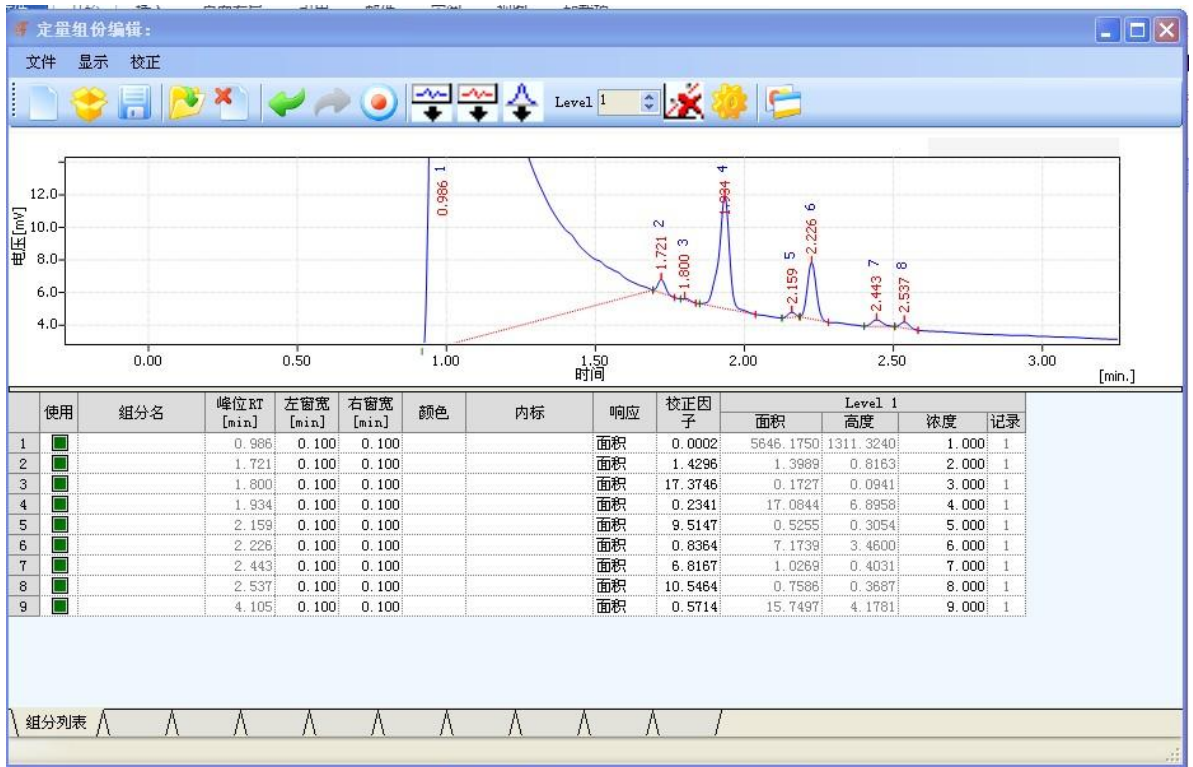 定量组份编辑：
文件 显示 校正
Level 1
12.0
10.0
8.0
6.0
4.0
电压[mV]
0.986 1
1.721 2
1.800 3
1.934 4
2.159 5
2.226 6
2.443 7
2.537 8
0.00 0.50 1.00 1.50 2.00 2.50 3.00
时间
[min.]
使用 组分名 峰位RT [min] 左窗宽 [min] 右窗宽 [min] 颜色 内标 响应 校正因子 Level 1
面积 高度 浓度 记录
1 0.986 0.100 0.100 面积 0.0002 5646.1750 1311.3240 1.000 1
2 1.721 0.100 0.100 面积 1.4296 1.3989 0.8163 2.000 1
3 1.800 0.100 0.100 面积 17.3746 0.1727 0.0941 3.000 1
4 1.934 0.100 0.100 面积 0.2341 17.0844 6.8958 4.000 1
5 2.159 0.100 0.100 面积 9.5147 0.5255 0.3054 5.000 1
6 2.226 0.100 0.100 面积 0.8364 7.1739 3.4600 6.000 1
7 2.443 0.100 0.100 面积 6.8167 1.0269 0.4031 7.000 1
8 2.537 0.100 0.100 面积 10.5464 0.7586 0.3687 8.000 1
9 4.105 0.100 0.100 面积 0.5714 15.7497 4.1781 9.000 1
组分列表